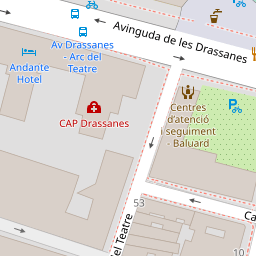 Avinguda de les Drassanes
Av Drassanes
- Arc del
Teatre
Andante
Hotel
CAP Drassanes
Centres
d'atenció
i seguiment
- Baluard
53
Ca
del Teatre
10